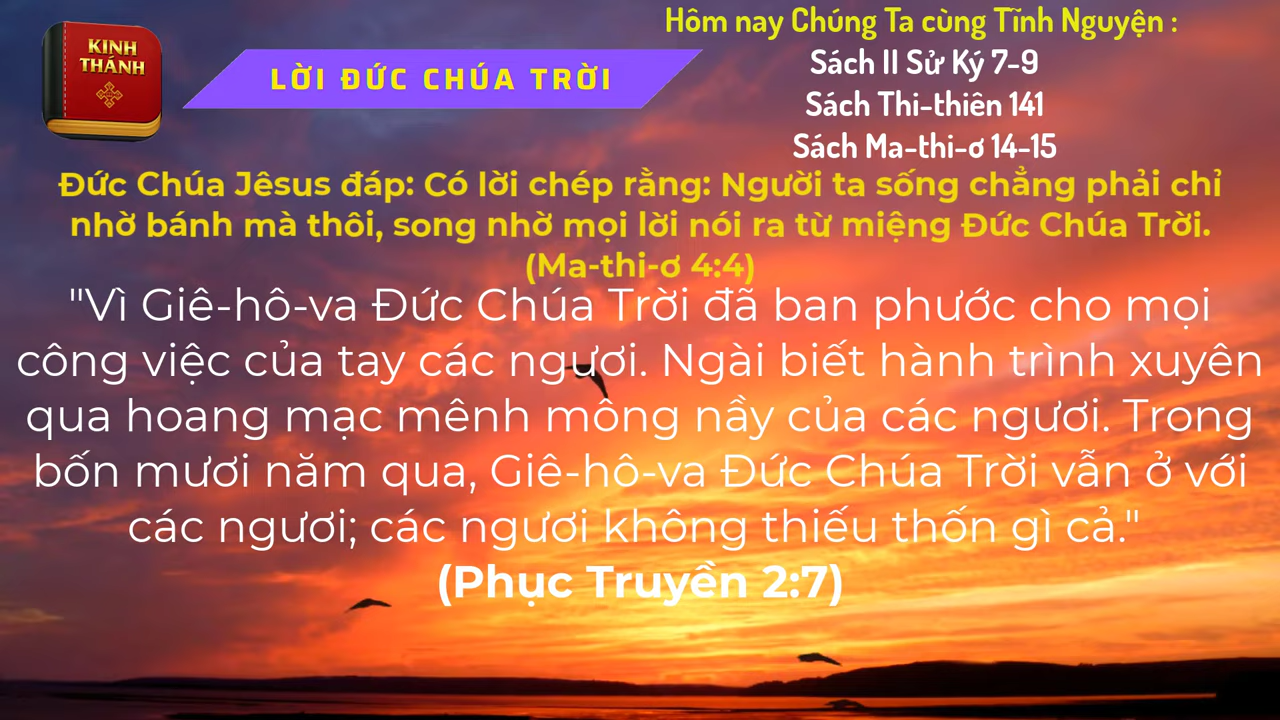 KINH
THÁNH
LỜI ĐỨC CHÚA TRỜI
Hôm nay Chúng Ta cùng Tĩnh Nguyện :
Sách II Sử Ký 7-9
Sách Thi-thiên 141
Sách Ma-thi-ơ 14-15
Đức Chúa Jêsus đáp: Có lời chép rằng: Người ta sống chẳng phải chỉ
nhờ bánh mà thôi, song nhờ mọi lời nói ra từ miệng Đức Chúa Trời.
(Ma-thi-ơ 4:4)
"Vì Giê-hô-va Đức Chúa Trời đã ban phước cho mọi
công việc của tay các ngươi. Ngài biết hành trình xuyên
qua hoang mạc mênh mông nầy của các ngươi. Trong
bốn mươi năm qua, Giê-hô-va Đức Chúa Trời vẫn ở với
các ngươi; các ngươi không thiếu thốn gì cả."
(Phục Truyền 2:7)